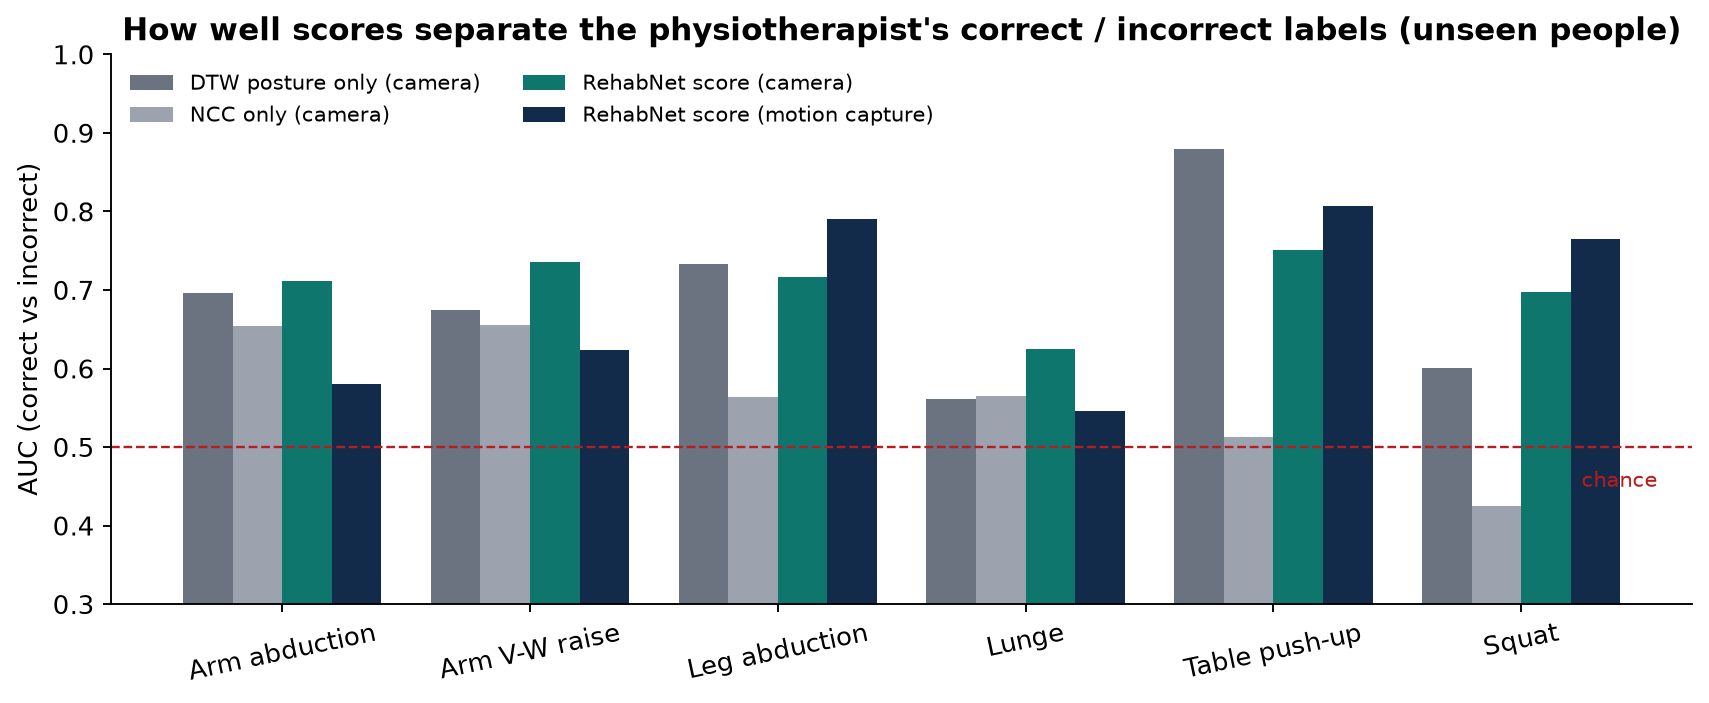 How well scores separate the physiotherapist's correct / incorrect labels (unseen people)
DTW posture only (camera)
NCC only (camera)
RehabNet score (camera)
RehabNet score (motion capture)
AUC (correct vs incorrect)
1.0
0.9
0.8
0.7
0.6
0.5
0.4
0.3
chance
Arm abduction
Arm V-W raise
Leg abduction
Lunge
Table push-up
Squat